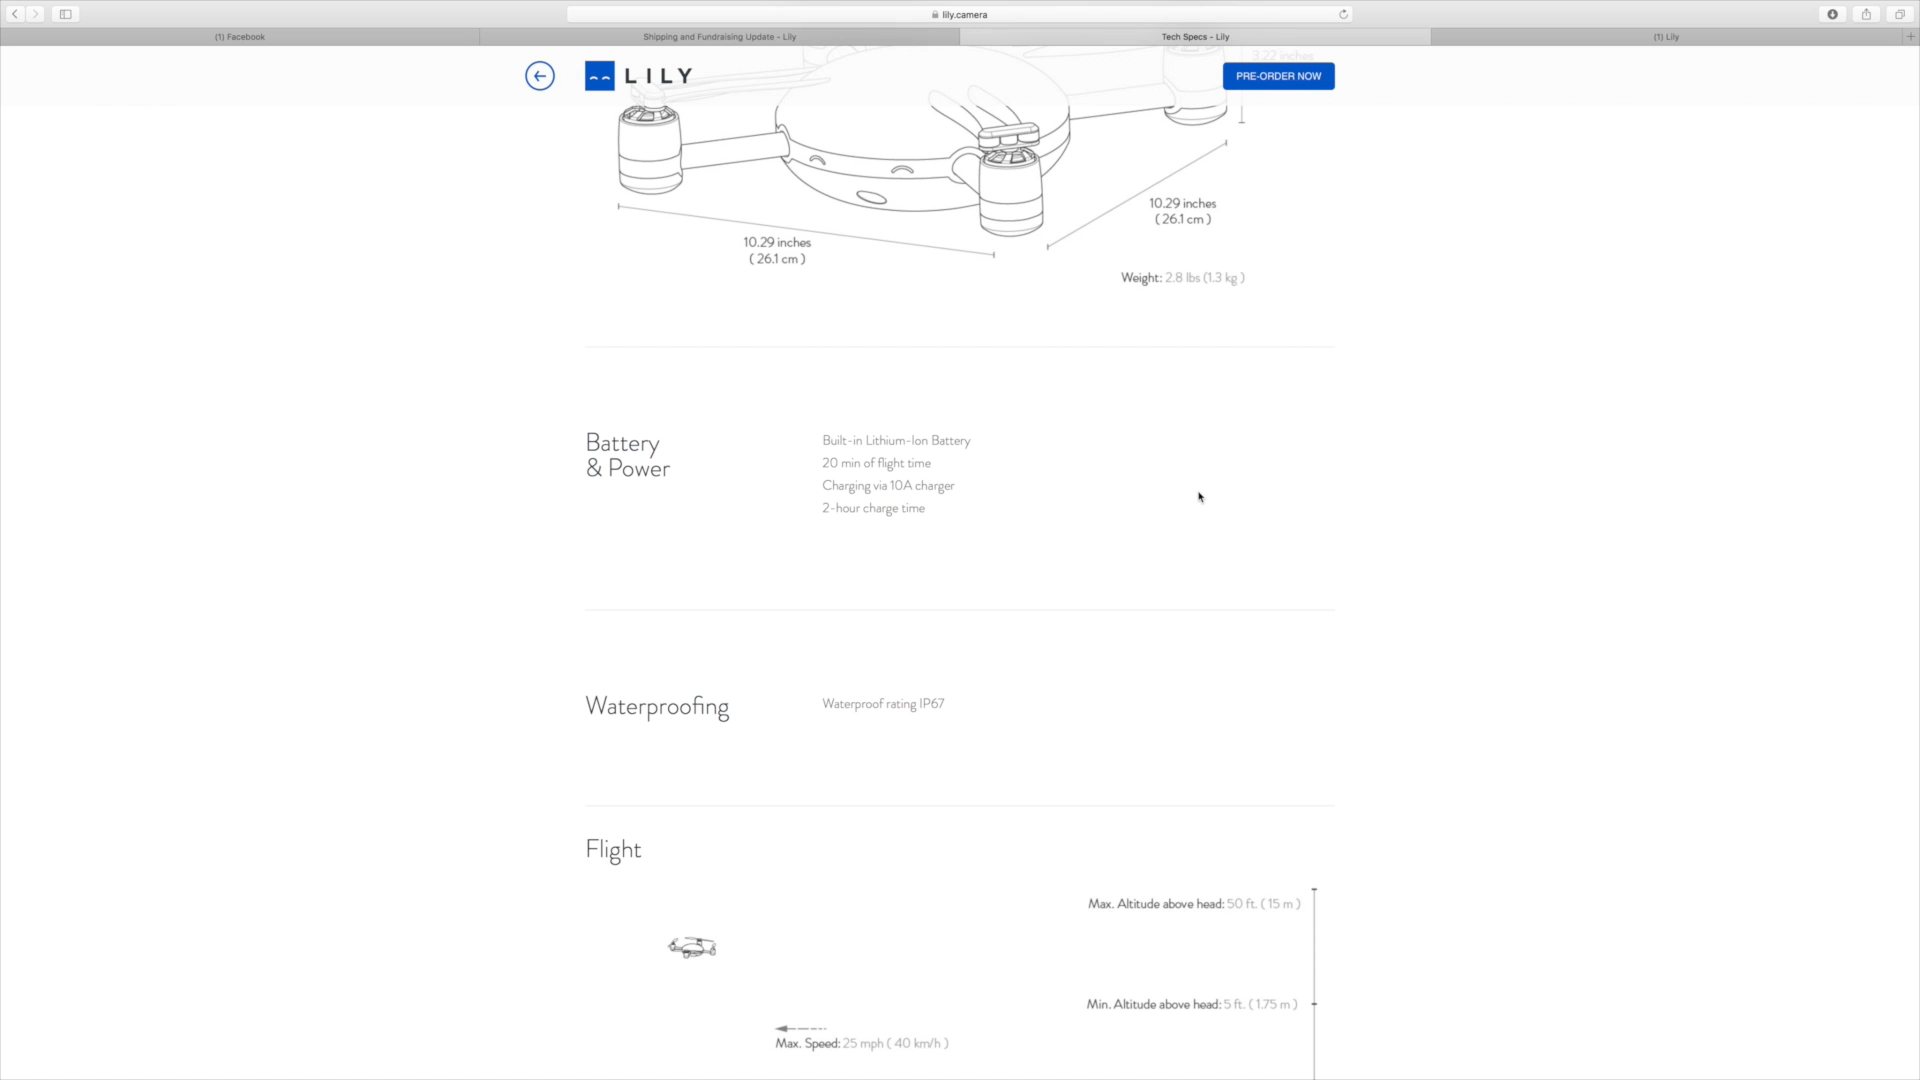 lily.camera
(1) Facebook
Shipping and Fundraising Update - Lily
Tech Specs - Lily
(1) Lily
3.22 inches
LILY
PRE-ORDER NOW
10.29 inches
( 26.1 cm )
10.29 inches
( 26.1 cm )
Weight: 2.8 lbs (1.3 kg )
Battery
& Power
Built-in Lithium-Ion Battery
20 min of flight time
Charging via 10A charger
2-hour charge time
Waterproofing
Waterproof rating IP67
Flight
Max. Altitude above head: 50 ft. ( 15 m )
Min. Altitude above head: 5 ft. ( 1.75 m )
Max. Speed: 25 mph ( 40 km/h )